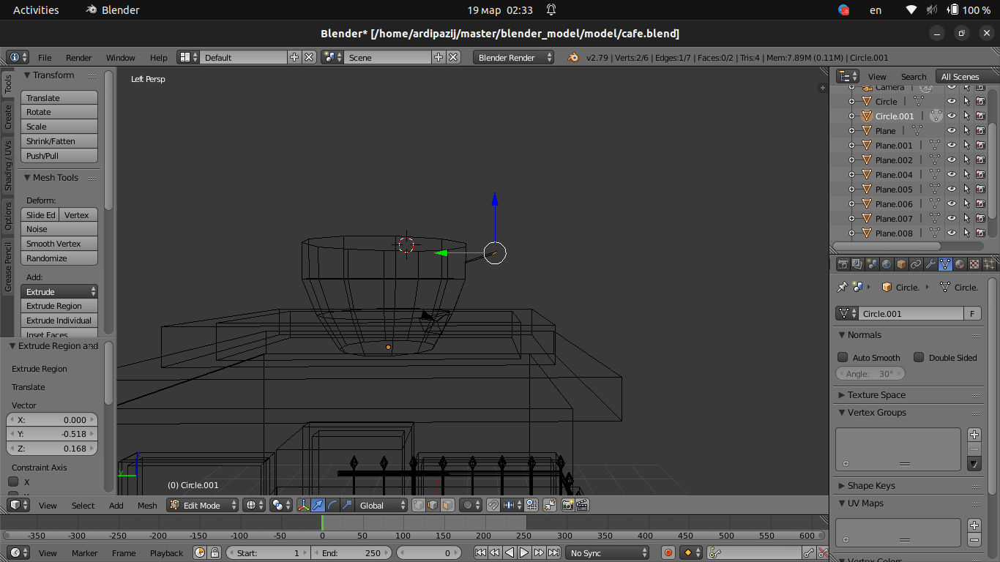 Activities Blender 19 мар 02:33 en 100 %
Blender* [/home/ardipazij/master/blender_model/model/cafe.blend]
File Render Window Help Default Scene Blender Render v2.79 | Verts:2/6 | Edges:1/7 | Faces:0/2 | Tris:4 | Mem:7.89M (0.11M) | Circle.001
Tools
Create
Shading / UVs
Options
Grease Pencil
Transform
Translate
Rotate
Scale
Shrink/Fatten
Push/Pull
Mesh Tools
Deform:
Slide Ed Vertex
Noise
Smooth Vertex
Randomize
Add:
Extrude
Extrude Region
Extrude Individual
Inset Faces
Extrude Region and
Extrude Region
Translate
Vector
X: 0.000
Y: -0.518
Z: 0.168
Constraint Axis
X
Left Persp
(0) Circle.001
View Select Add Mesh Edit Mode Global
View Search All Scenes
Camera
Circle
Circle.001
Plane
Plane.001
Plane.002
Plane.004
Plane.005
Plane.006
Plane.007
Plane.008
Circle. Circle.
Circle.001 F
Normals
Auto Smooth Double Sided
Angle: 30°
Texture Space
Vertex Groups
Shape Keys
UV Maps
Vertex Colors
-350 -300 -250 -200 -150 -100 -50 0 50 100 150 200 250 300 350 400 450 500 550 600
View Marker Frame Playback Start: 1 End: 250 0 No Sync